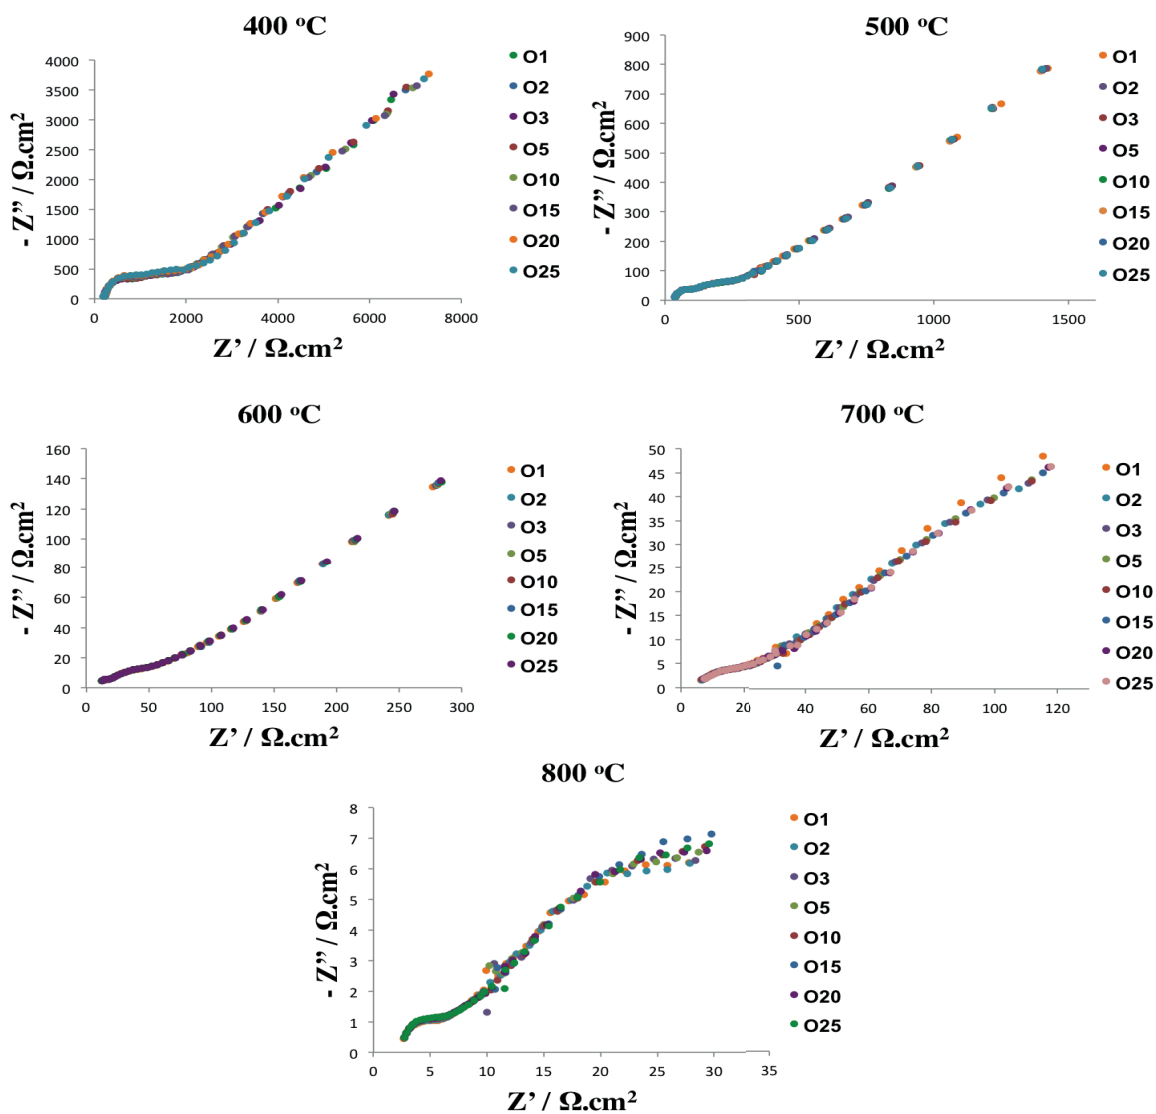 400 ºC
4000
3500
3000
2500
2000
1500
1000
500
0
0 2000 4000 6000 8000
- Z” / Ω.cm2
Z’ / Ω.cm2
O1
O2
O3
O5
O10
O15
O20
O25
500 ºC
900
800
700
600
500
400
300
200
100
0
0 500 1000 1500
- Z” / Ω.cm2
Z’ / Ω.cm2
O1
O2
O3
O5
O10
O15
O20
O25
600 ºC
160
140
120
100
80
60
40
20
0
0 50 100 150 200 250 300
- Z” / Ω.cm2
Z’ / Ω.cm2
O1
O2
O3
O5
O10
O15
O20
O25
700 ºC
50
45
40
35
30
25
20
15
10
5
0
0 20 40 60 80 100 120
- Z” / Ω.cm2
Z’ / Ω.cm2
O1
O2
O3
O5
O10
O15
O20
O25
800 ºC
8
7
6
5
4
3
2
1
0
0 5 10 15 20 25 30 35
- Z” / Ω.cm2
Z’ / Ω.cm2
O1
O2
O3
O5
O10
O15
O20
O25